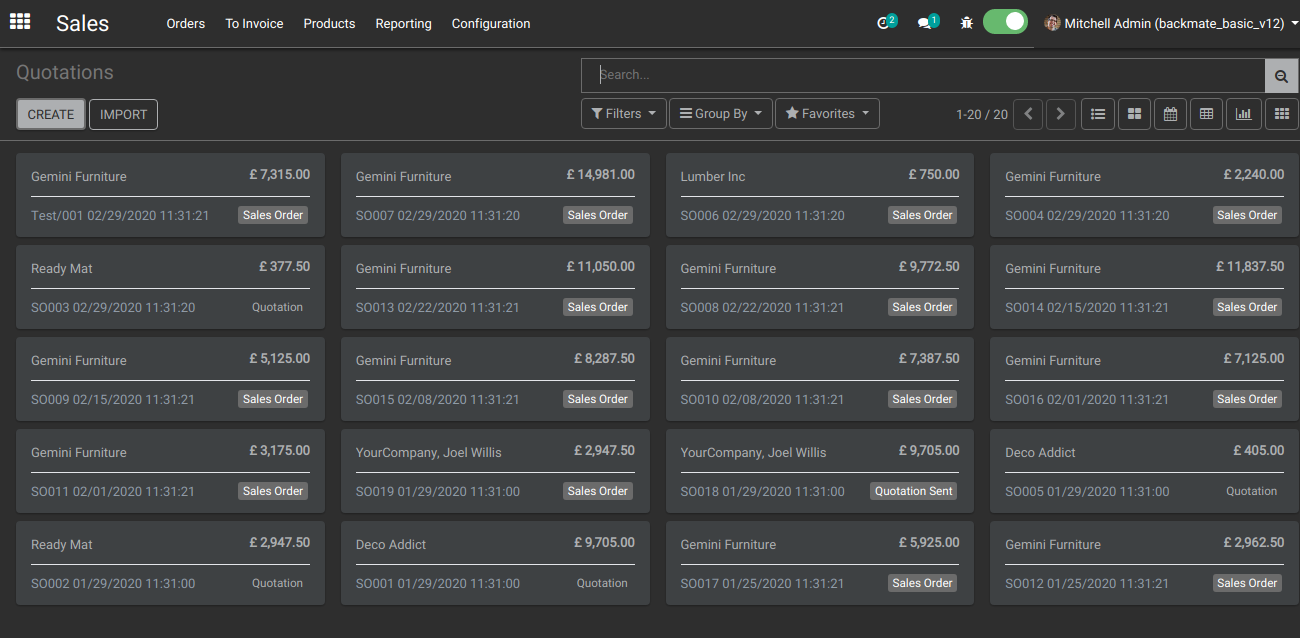 Sales Orders To Invoice Products Reporting Configuration 2 1 Mitchell Admin (backmate_basic_v12)
Quotations
Search...
CREATE IMPORT Filters Group By Favorites 1-20 / 20
Gemini Furniture £ 7,315.00
Test/001 02/29/2020 11:31:21 Sales Order
Gemini Furniture £ 14,981.00
SO007 02/29/2020 11:31:20 Sales Order
Lumber Inc £ 750.00
SO006 02/29/2020 11:31:20 Sales Order
Gemini Furniture £ 2,240.00
SO004 02/29/2020 11:31:20 Sales Order
Ready Mat £ 377.50
SO003 02/29/2020 11:31:20 Quotation
Gemini Furniture £ 11,050.00
SO013 02/22/2020 11:31:21 Sales Order
Gemini Furniture £ 9,772.50
SO008 02/22/2020 11:31:21 Sales Order
Gemini Furniture £ 11,837.50
SO014 02/15/2020 11:31:21 Sales Order
Gemini Furniture £ 5,125.00
SO009 02/15/2020 11:31:21 Sales Order
Gemini Furniture £ 8,287.50
SO015 02/08/2020 11:31:21 Sales Order
Gemini Furniture £ 7,387.50
SO010 02/08/2020 11:31:21 Sales Order
Gemini Furniture £ 7,125.00
SO016 02/01/2020 11:31:21 Sales Order
Gemini Furniture £ 3,175.00
SO011 02/01/2020 11:31:21 Sales Order
YourCompany, Joel Willis £ 2,947.50
SO019 01/29/2020 11:31:00 Sales Order
YourCompany, Joel Willis £ 9,705.00
SO018 01/29/2020 11:31:00 Quotation Sent
Deco Addict £ 405.00
SO005 01/29/2020 11:31:00 Quotation
Ready Mat £ 2,947.50
SO002 01/29/2020 11:31:00 Quotation
Deco Addict £ 9,705.00
SO001 01/29/2020 11:31:00 Quotation
Gemini Furniture £ 5,925.00
SO017 01/25/2020 11:31:21 Sales Order
Gemini Furniture £ 2,962.50
SO012 01/25/2020 11:31:21 Sales Order